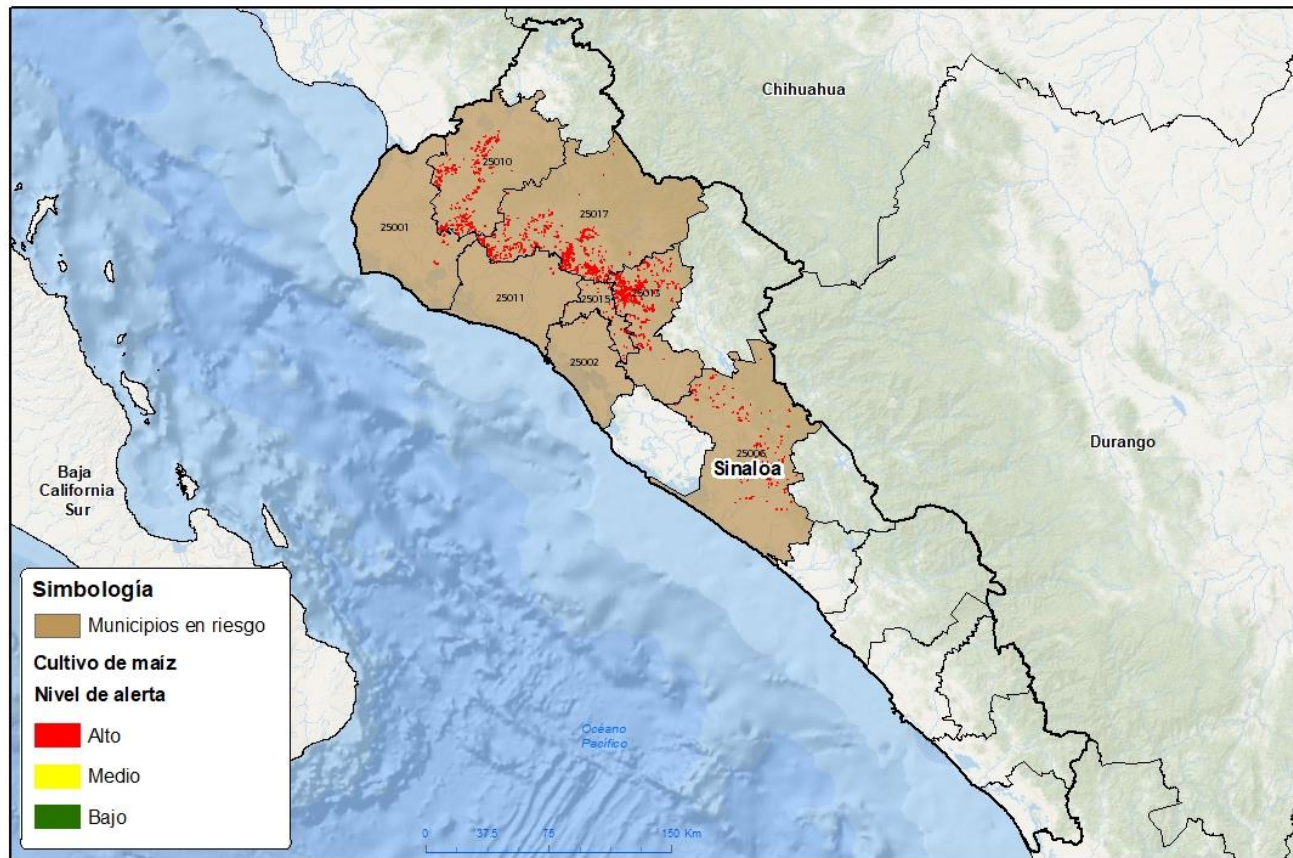 Chihuahua
25010
25001
25017
25011
25015
25013
25002
Durango
25006
Sinaloa
Baja
California
Sur
Simbología
Municipios en riesgo
Cultivo de maíz
Nivel de alerta
Alto
Medio
Bajo
Océano
Pacífico
0 37.5 75 150 Km